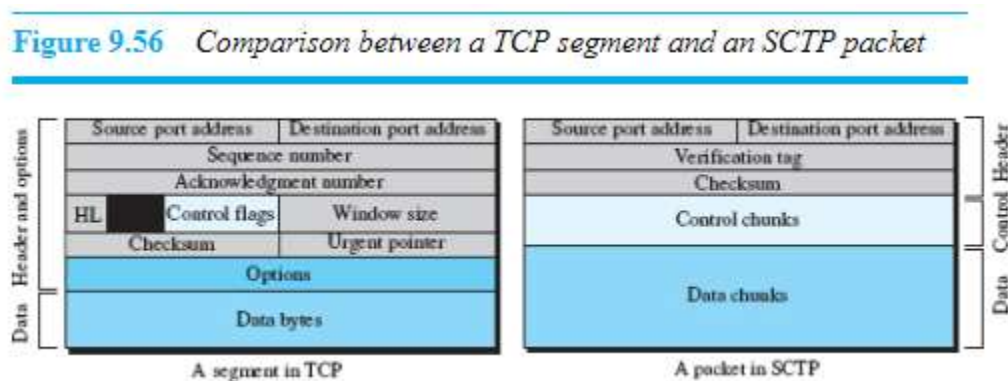 Figure 9.56 Comparison between a TCP segment and an SCTP packet
Header and options
Source port address Destination port address
Sequence number
Acknowledgment number
HL Control flags Window size
Checksum Urgent pointer
Options
Data
Data bytes
A segment in TCP
Source port address Destination port address
Verification tag
Checksum
Header
Control chunks
Control
Data chunks
Data
A packet in SCTP